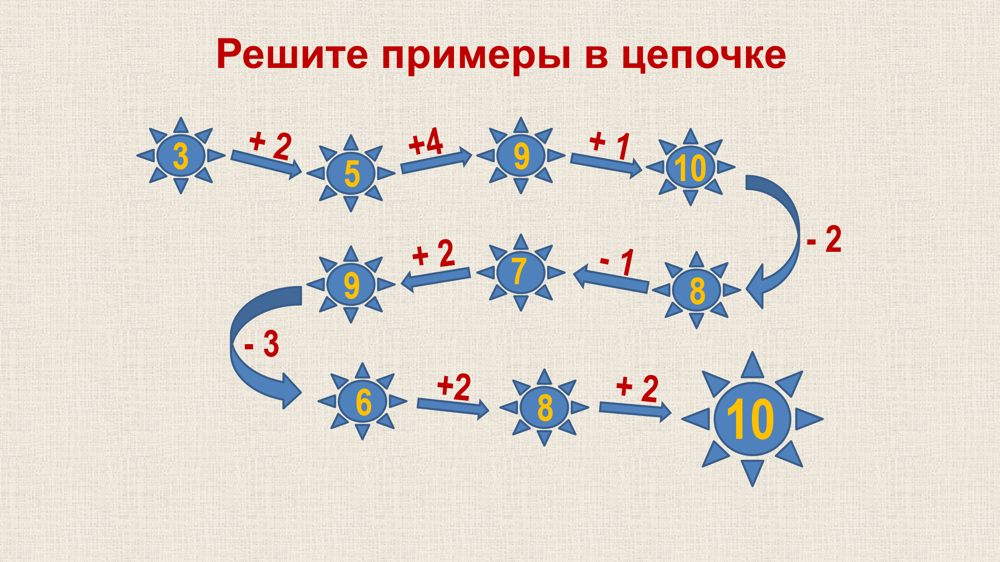 Решите примеры в цепочке
3 + 2 5 +4 9 + 1 10
- 2
9 + 2 7 - 1 8
- 3
6 +2 8 + 2 10